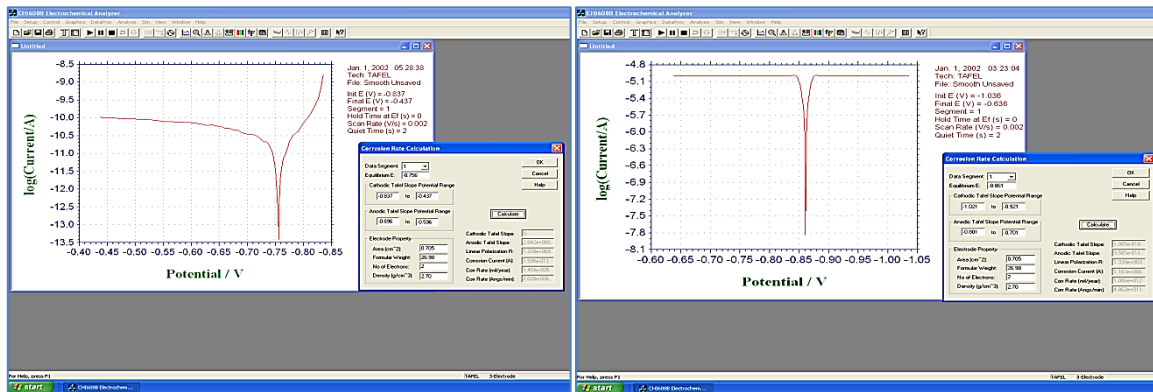 CHI608B Electrochemical Analyzer
File Setup Control Graphics DataProc Analysis Sim View Window Help
Untitled
Jan. 1, 2002 05:28:38
Tech: TAFEL
File: Smooth Unsaved
Init E (V) = -0.837
Final E (V) = -0.437
Segment = 1
Hold Time at Ef (s) = 0
Scan Rate (V/s) = 0.002
Quiet Time (s) = 2
log(Current/A)
-8.5
-9.0
-9.5
-10.0
-10.5
-11.0
-11.5
-12.0
-12.5
-13.0
-13.5
-0.40 -0.45 -0.50 -0.55 -0.60 -0.65 -0.70 -0.75 -0.80 -0.85
Potential / V
Corrosion Rate Calculation
Data Segment: 1
Equilibrium E: -0.756
Cathodic Tafel Slope Potential Range
-0.937 to -0.437
Anodic Tafel Slope Potential Range
-0.696 to -0.596
Electrode Property
Area (cm^2): 0.705
Formular Weight: 26.98
No of Electrons: 2
Density (g/cm^3): 2.70
OK
Cancel
Help
Calculate
Cathodic Tafel Slope:
Anodic Tafel Slope:
Linear Polarization R:
Corrosion Current (A):
Corr Rate (mil/year):
Corr Rate (Angs/min):
For Help, press F1
TAFEL 3-Electrode
start CHI608B Electrochem...
CHI608B Electrochemical Analyzer
File Setup Control Graphics DataProc Analysis Sim View Window Help
Untitled
Jan. 1, 2002 03:23:04
Tech: TAFEL
File: Smooth Unsaved
Init E (V) = -1.036
Final E (V) = -0.636
Segment = 1
Hold Time at Ef (s) = 0
Scan Rate (V/s) = 0.002
Quiet Time (s) = 2
log(Current/A)
-4.8
-5.1
-5.4
-5.7
-6.0
-6.3
-6.6
-6.9
-7.2
-7.5
-7.8
-8.1
-0.61 -0.66 -0.71 -0.76 -0.81 -0.86 -0.91 -0.96 -1.00 -1.05
Potential / V
Corrosion Rate Calculation
Data Segment: 1
Equilibrium E: -0.861
Cathodic Tafel Slope Potential Range
-1.021 to -0.921
Anodic Tafel Slope Potential Range
-0.801 to -0.701
Electrode Property
Area (cm^2): 0.705
Formular Weight: 26.98
No of Electrons: 2
Density (g/cm^3): 2.70
OK
Cancel
Help
Calculate
Cathodic Tafel Slope:
Anodic Tafel Slope:
Linear Polarization R:
Corrosion Current (A):
Corr Rate (mil/year):
Corr Rate (Angs/min):
For Help, press F1
TAFEL 3-Electrode
start CHI608B Electrochem...